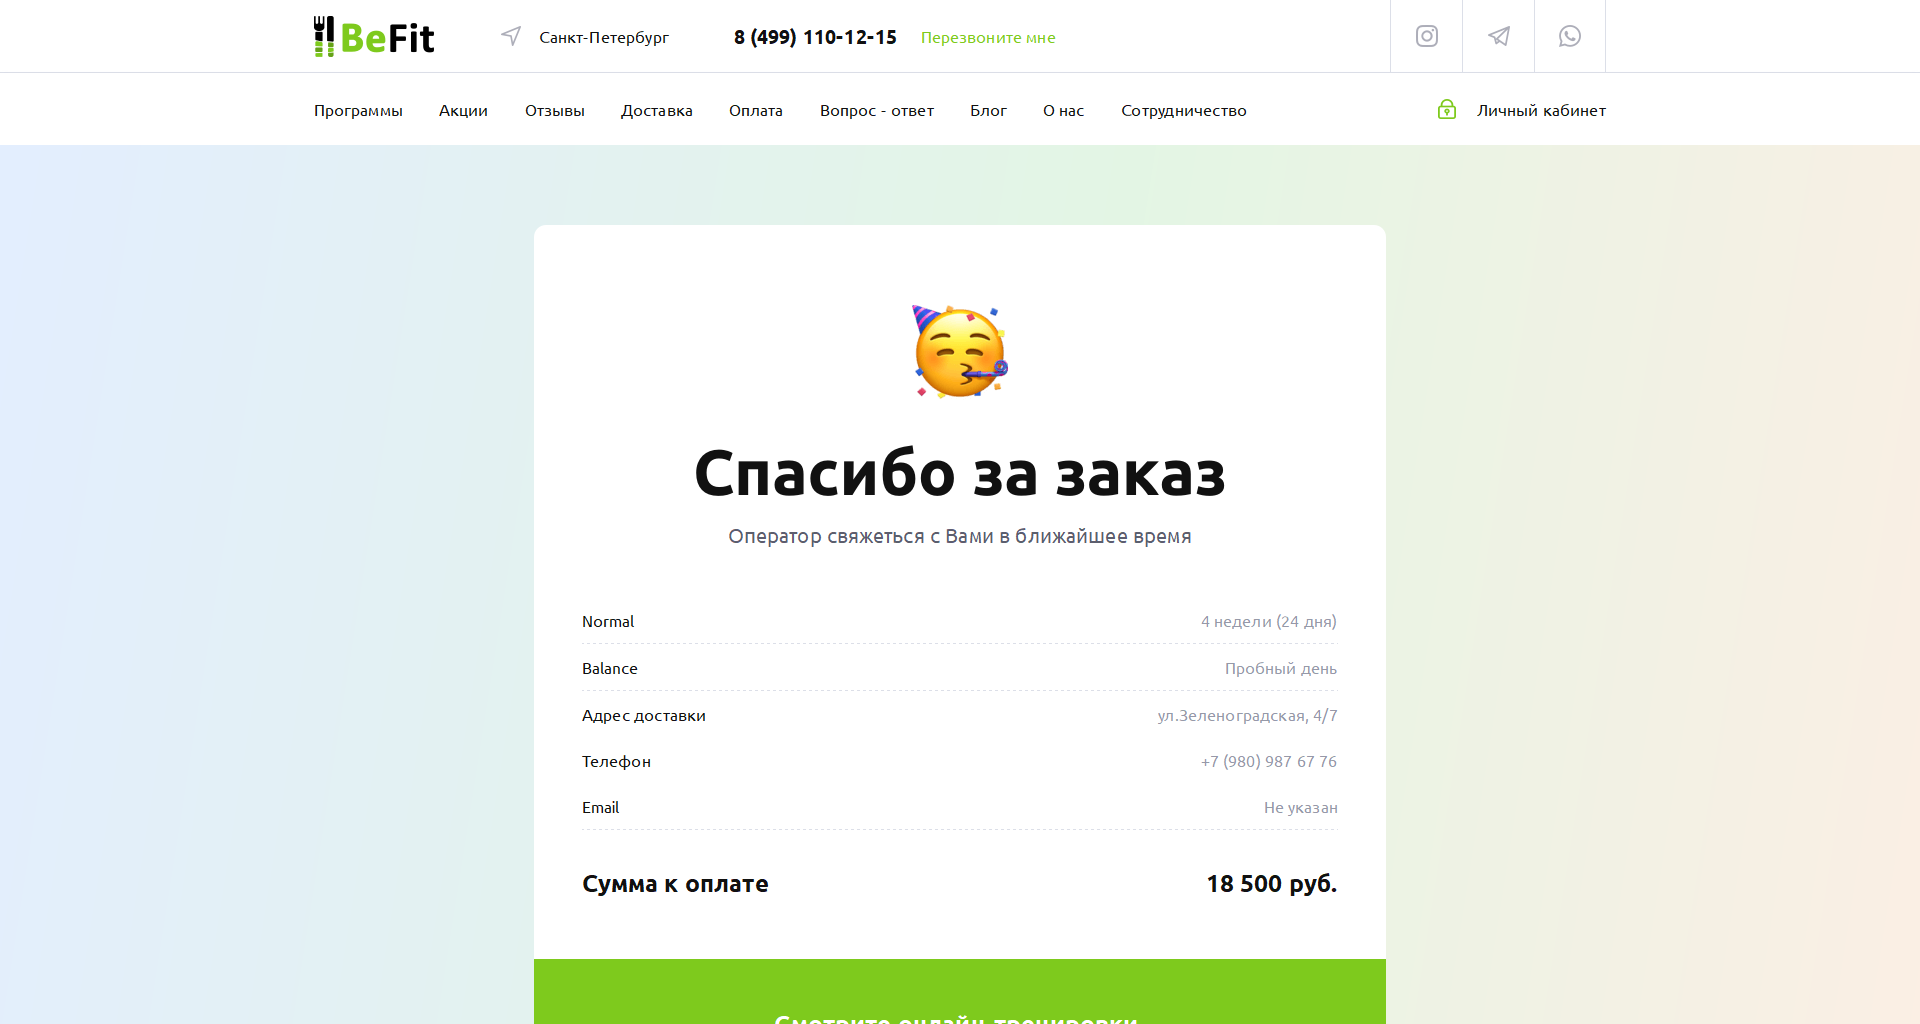 BeFit
Санкт-Петербург
8 (499) 110-12-15
Перезвоните мне
Программы
Акции
Отзывы
Доставка
Оплата
Вопрос - ответ
Блог
О нас
Сотрудничество
Личный кабинет
Спасибо за заказ
Оператор свяжеться с Вами в ближайшее время
Normal 4 недели (24 дня)
Balance Пробный день
Адрес доставки ул.Зеленоградская, 4/7
Телефон +7 (980) 987 67 76
Email Не указан
Сумма к оплате 18 500 руб.
Смотрите онлайн-тренировки